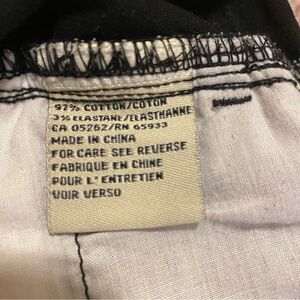 97% COTTON/COTON
3% ELASTANE/ELASTHANNE
CA 05262/RN 65933
MADE IN CHINA
FOR CARE SEE REVERSE
FABRIQUE EN CHINE
POUR L'ENTRETIEN
VOIR VERSO